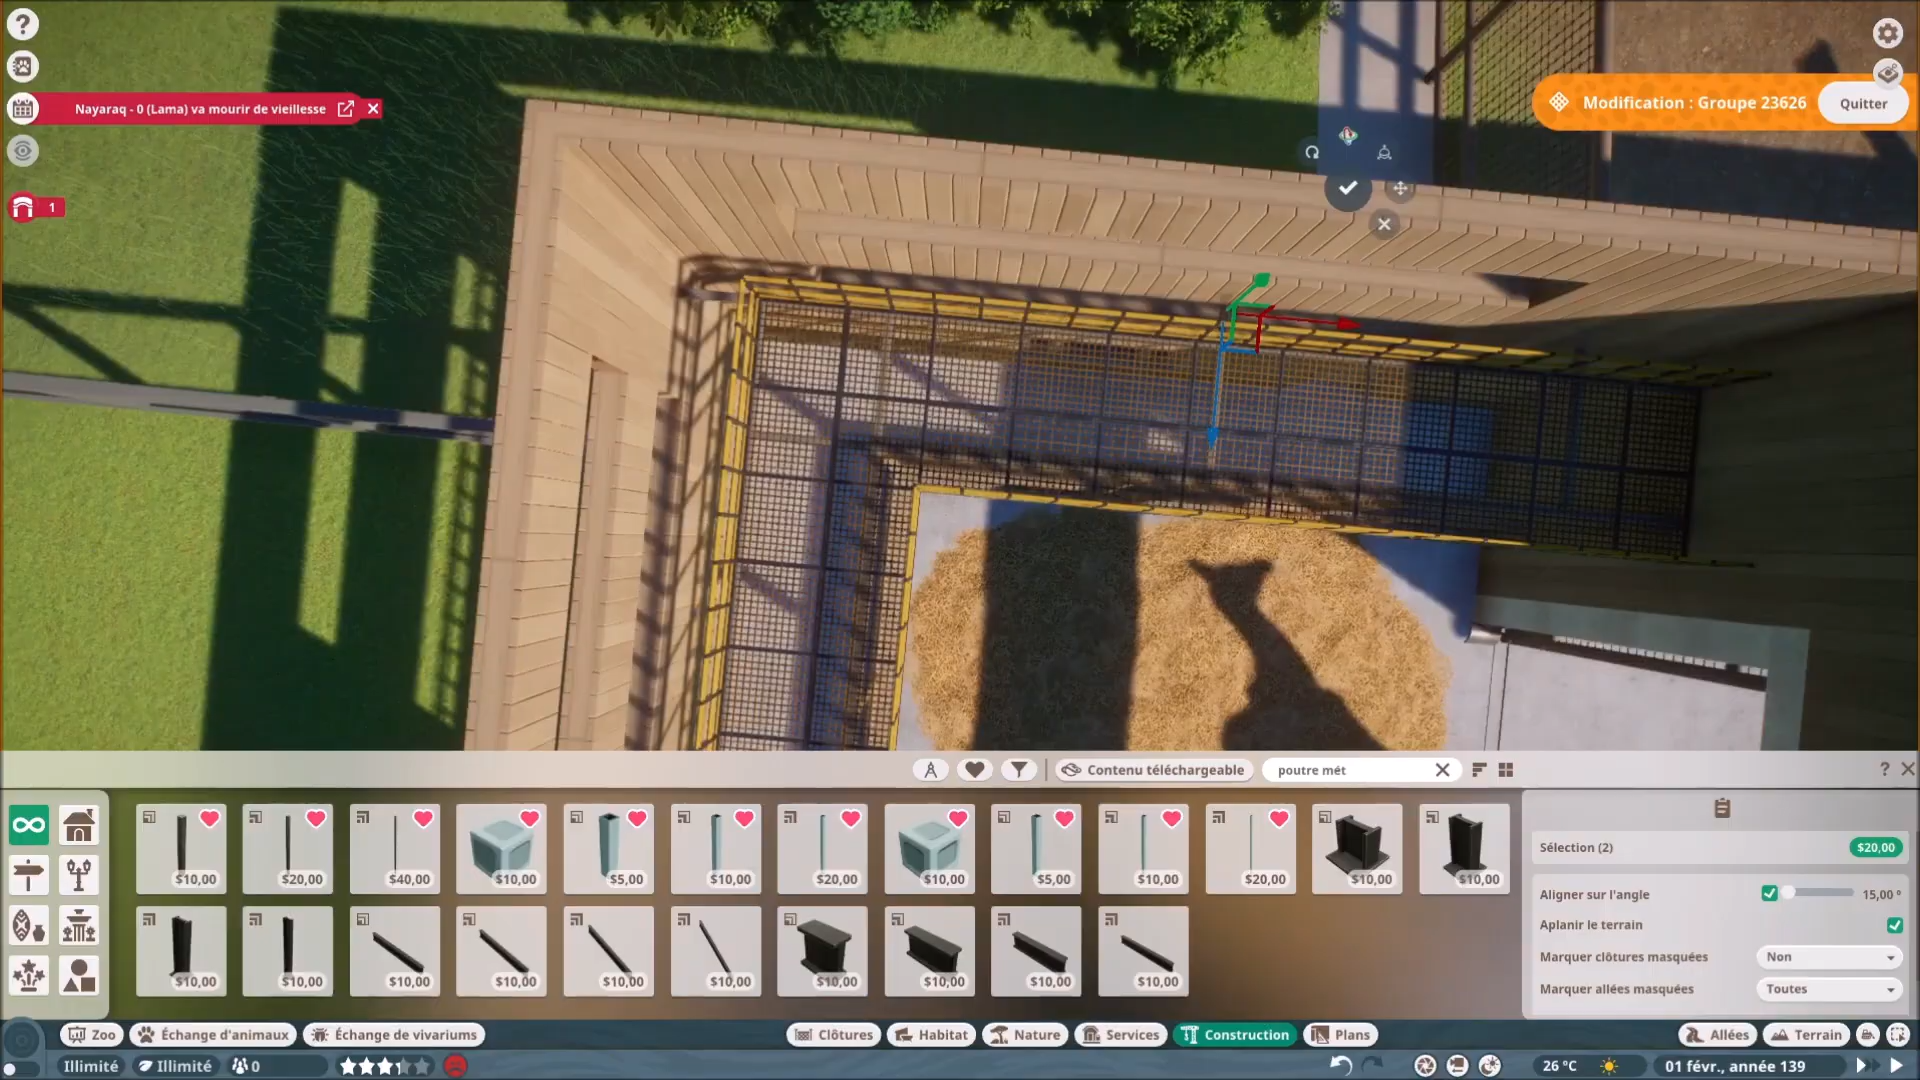 Nayaraq - 0 (Lama) va mourir de vieillesse
1
Modification : Groupe 23626
Quitter
Contenu téléchargeable
poutre mét
$10,00
$20,00
$40,00
$10,00
$5,00
$10,00
$20,00
$10,00
$5,00
$10,00
$20,00
$10,00
$10,00
$10,00
$10,00
$10,00
$10,00
$10,00
$10,00
$10,00
$10,00
$10,00
$10,00
Sélection (2)
$20,00
Aligner sur l'angle
15,00 °
Aplanir le terrain
Marquer clôtures masquées
Non
Marquer allées masquées
Toutes
Zoo
Échange d'animaux
Échange de vivariums
Clôtures
Habitat
Nature
Services
Construction
Plans
Allées
Terrain
Illimité
Illimité
0
26 °C
01 févr., année 139